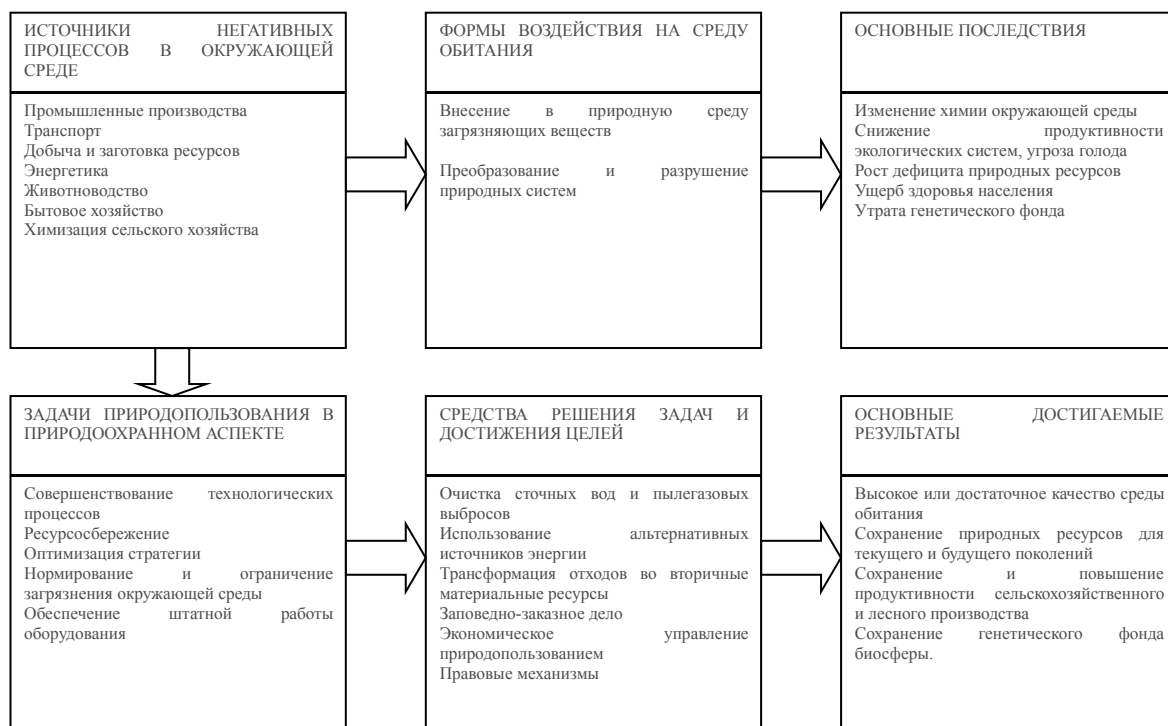 ИСТОЧНИКИ НЕГАТИВНЫХ
ПРОЦЕССОВ В ОКРУЖАЮЩЕЙ
СРЕДЕ
Промышленные производства
Транспорт
Добыча и заготовка ресурсов
Энергетика
Животноводство
Бытовое хозяйство
Химизация сельского хозяйства
ФОРМЫ ВОЗДЕЙСТВИЯ НА СРЕДУ
ОБИТАНИЯ
Внесение в природную среду
загрязняющих веществ
Преобразование и разрушение
природных систем
ОСНОВНЫЕ ПОСЛЕДСТВИЯ
Изменение химии окружающей среды
Снижение продуктивности
экологических систем, угроза голода
Рост дефицита природных ресурсов
Ущерб здоровья населения
Утрата генетического фонда
ЗАДАЧИ ПРИРОДОПОЛЬЗОВАНИЯ В
ПРИРОДООХРАННОМ АСПЕКТЕ
Совершенствование технологических
процессов
Ресурсосбережение
Оптимизация стратегии
Нормирование и ограничение
загрязнения окружающей среды
Обеспечение штатной работы
оборудования
СРЕДСТВА РЕШЕНИЯ ЗАДАЧ И
ДОСТИЖЕНИЯ ЦЕЛЕЙ
Очистка сточных вод и пылегазовых
выбросов
Использование альтернативных
источников энергии
Трансформация отходов во вторичные
материальные ресурсы
Заповедно-заказное дело
Экономическое управление
природопользованием
Правовые механизмы
ОСНОВНЫЕ ДОСТИГАЕМЫЕ
РЕЗУЛЬТАТЫ
Высокое или достаточное качество среды
обитания
Сохранение природных ресурсов для
текущего и будущего поколений
Сохранение и повышение
продуктивности сельскохозяйственного
и лесного производства
Сохранение генетического фонда
биосферы.